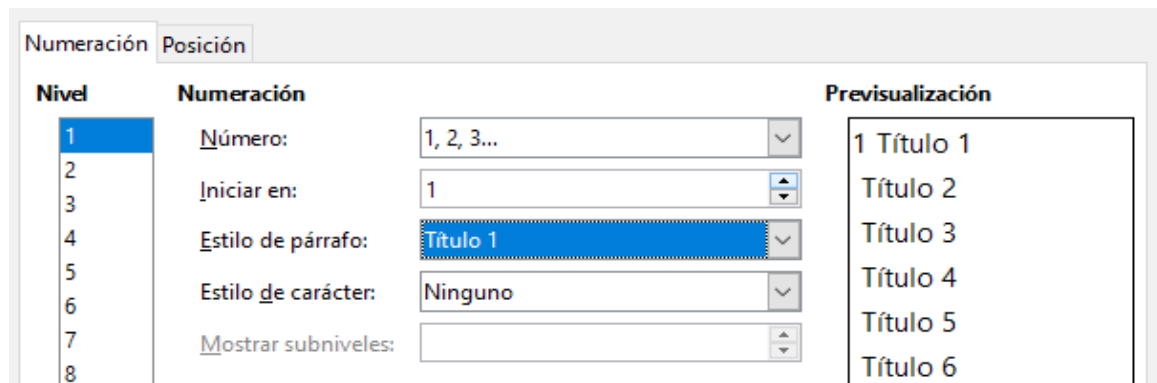 Numeración Posición
Nivel Numeración Previsualización
1 Número: 1, 2, 3... 1 Título 1
2 Título 2
3 Iniciar en: 1
4 Estilo de párrafo: Título 1 Título 3
5 Título 4
6 Estilo de carácter: Ninguno
7 Mostrar subniveles: Título 5
8 Título 6